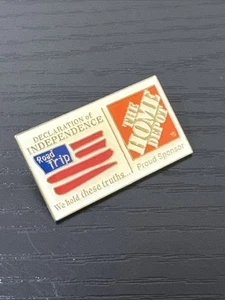 DECLARATION of
INDEPENDENCE
Road
Trip
We hold these truths...
THE
HOME
DEPOT
Proud Sponsor